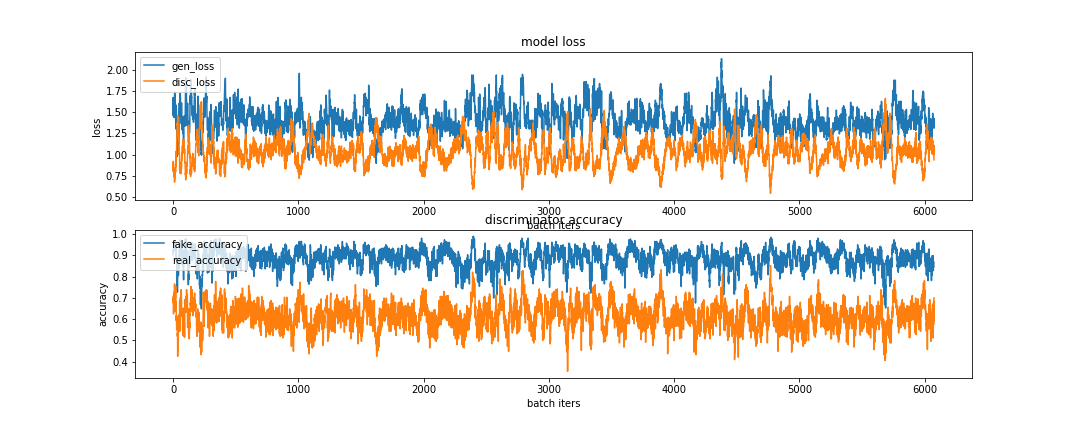 model loss
gen_loss
disc_loss
2.00
1.75
1.50
1.25
1.00
0.75
0.50
loss
0 1000 2000 3000 4000 5000 6000
batch iters
discriminator accuracy
fake_accuracy
real_accuracy
1.0
0.9
0.8
0.7
0.6
0.5
0.4
accuracy
0 1000 2000 3000 4000 5000 6000
batch iters